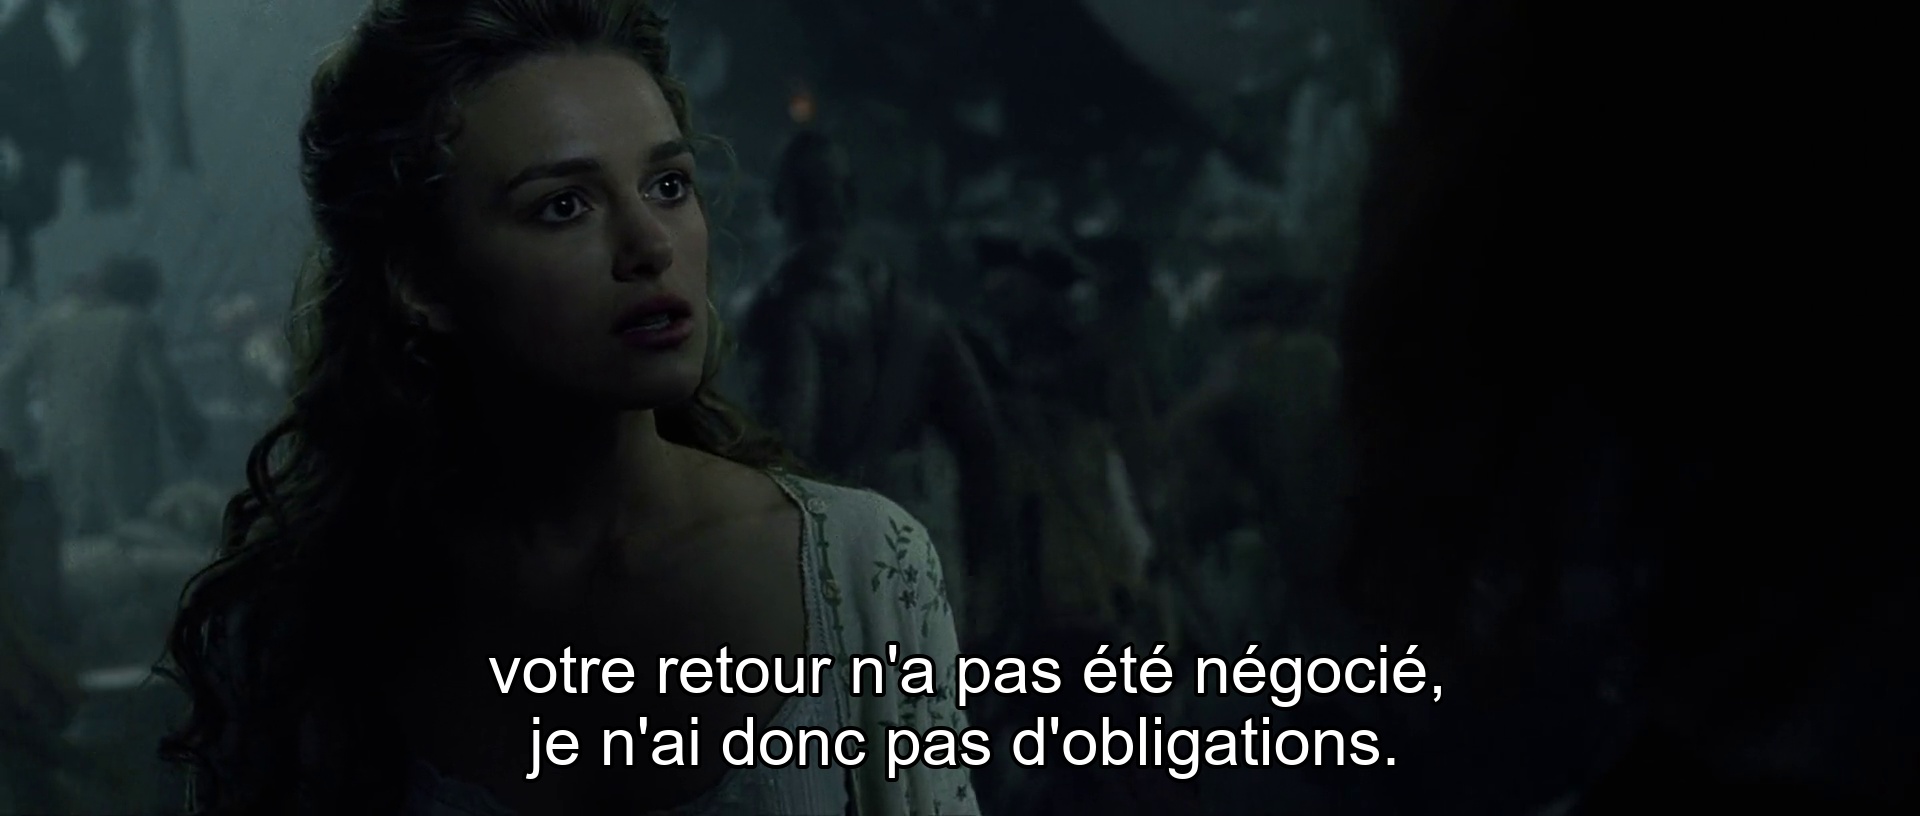 votre retour n'a pas été négocié,
je n'ai donc pas d'obligations.